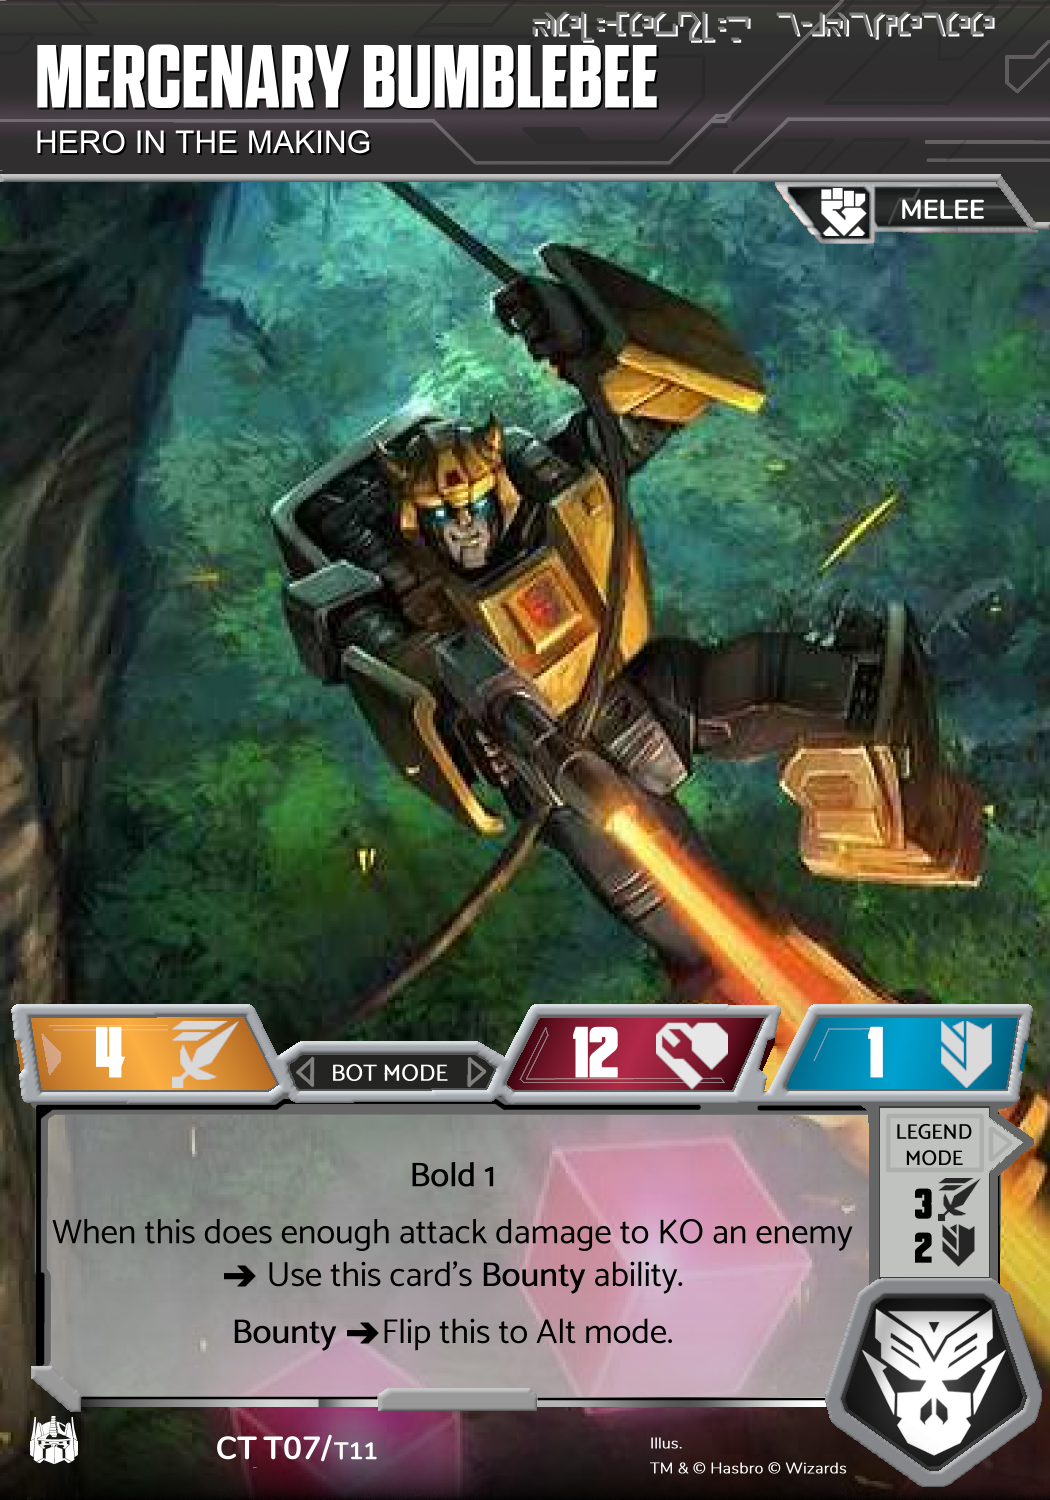 MERCENARY BUMBLEBEE
HERO IN THE MAKING
MELEE
4
BOT MODE
12
1
Bold 1
When this does enough attack damage to KO an enemy
➔ Use this card's Bounty ability.
Bounty ➔Flip this to Alt mode.
LEGEND
MODE
3
2
CT T07/T11
Illus.
TM & © Hasbro © Wizards